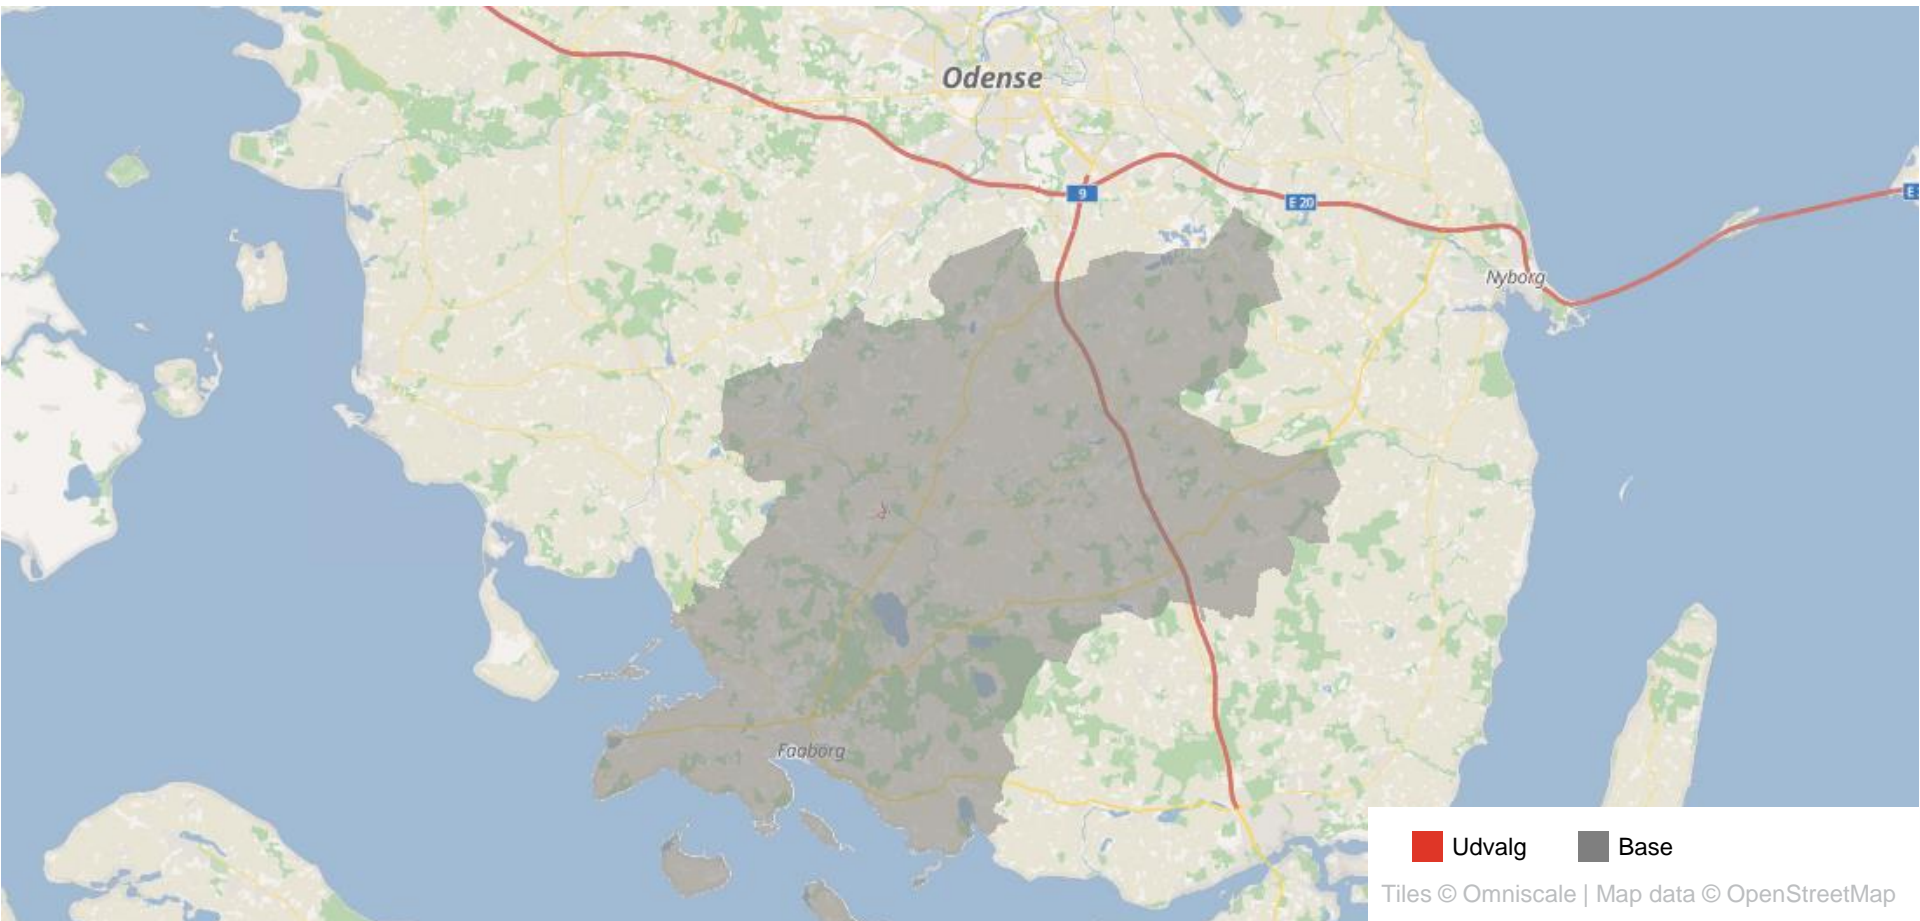 Odense
9
E 20
E
Nyborg
Faaborg
Udvalg
Base
Tiles © Omniscale | Map data © OpenStreetMap